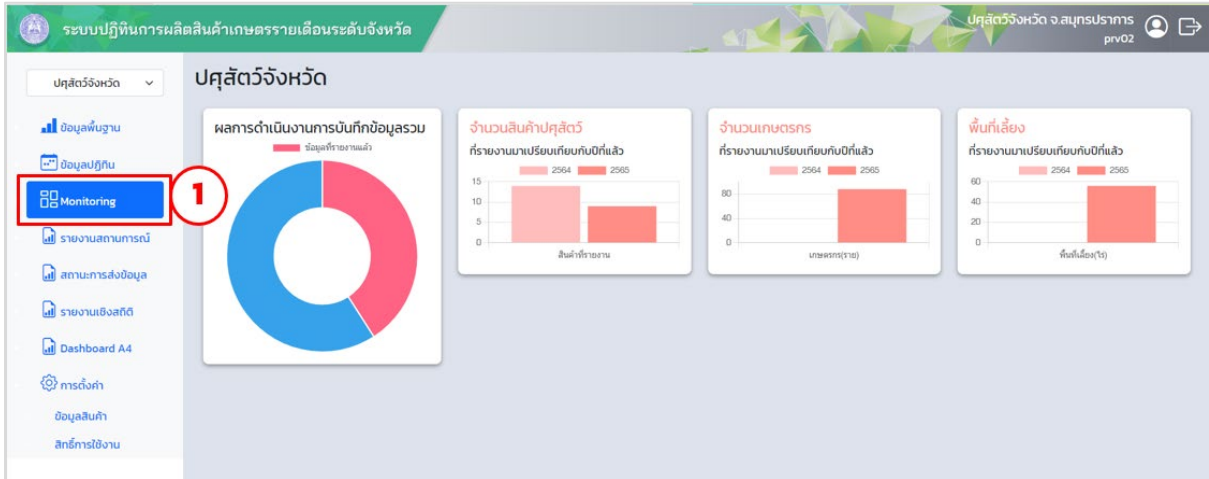 ระบบปฏิทินการผลิตสินค้าเกษตรรายเดือนระดับจังหวัด
ปศุสัตว์จังหวัด จ.สมุทรปราการ
prv02
ปศุสัตว์จังหวัด
ข้อมูลพื้นฐาน
ข้อมูลปฏิทิน
Monitoring
1
รายงานสถานการณ์
สถานะการส่งข้อมูล
รายงานเชิงสถิติ
Dashboard A4
การตั้งค่า
ข้อมูลสินค้า
สิทธิ์การใช้งาน
ปศุสัตว์จังหวัด
ผลการดำเนินงานการบันทึกข้อมูลรวม
ข้อมูลที่รายงานแล้ว
จำนวนสินค้าปศุสัตว์
ที่รายงานมาเปรียบเทียบกับปีที่แล้ว
2564 2565
15
10
5
0
สินค้าที่รายงาน
จำนวนเกษตรกร
ที่รายงานมาเปรียบเทียบกับปีที่แล้ว
2564 2565
80
40
0
เกษตรกร(ราย)
พื้นที่เลี้ยง
ที่รายงานมาเปรียบเทียบกับปีที่แล้ว
2564 2565
60
40
20
0
พื้นที่เลี้ยง(ไร่)